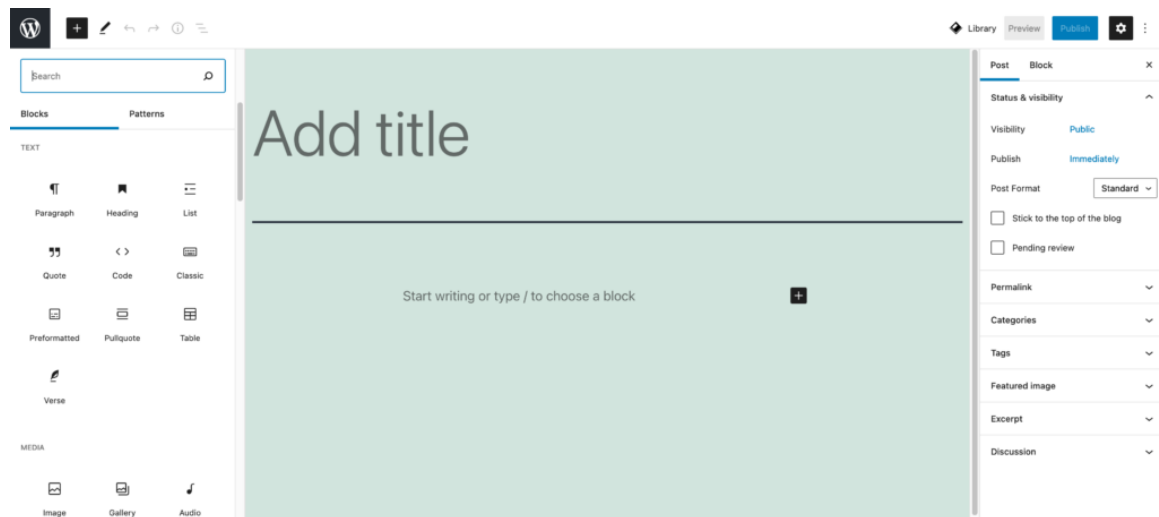 Library Preview Publish
Search
Blocks Patterns
TEXT
Paragraph Heading List
Quote Code Classic
Preformatted Pullquote Table
Verse
MEDIA
Image Gallery Audio
Add title
Start writing or type / to choose a block
Post Block
Status & visibility
Visibility Public
Publish Immediately
Post Format Standard
Stick to the top of the blog
Pending review
Permalink
Categories
Tags
Featured image
Excerpt
Discussion